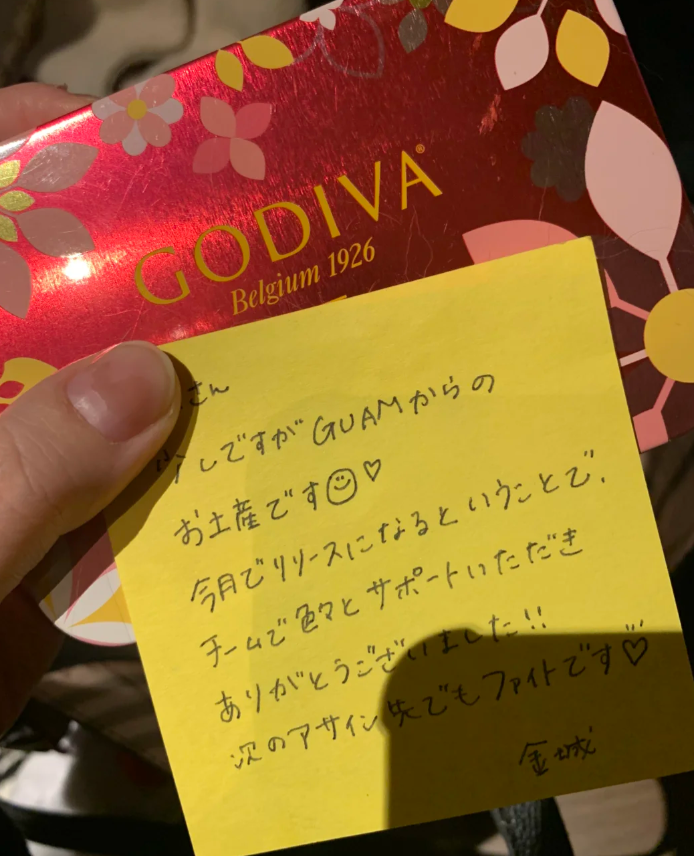 GODIVA®
Belgium 1926
さん
少しですが GUAMからの
お土産です☺♡
今月でリリースになるということで、
チームで色々とサポートいただき
ありがとうございました!!
次のアサイン先でもファイトです♡
金城